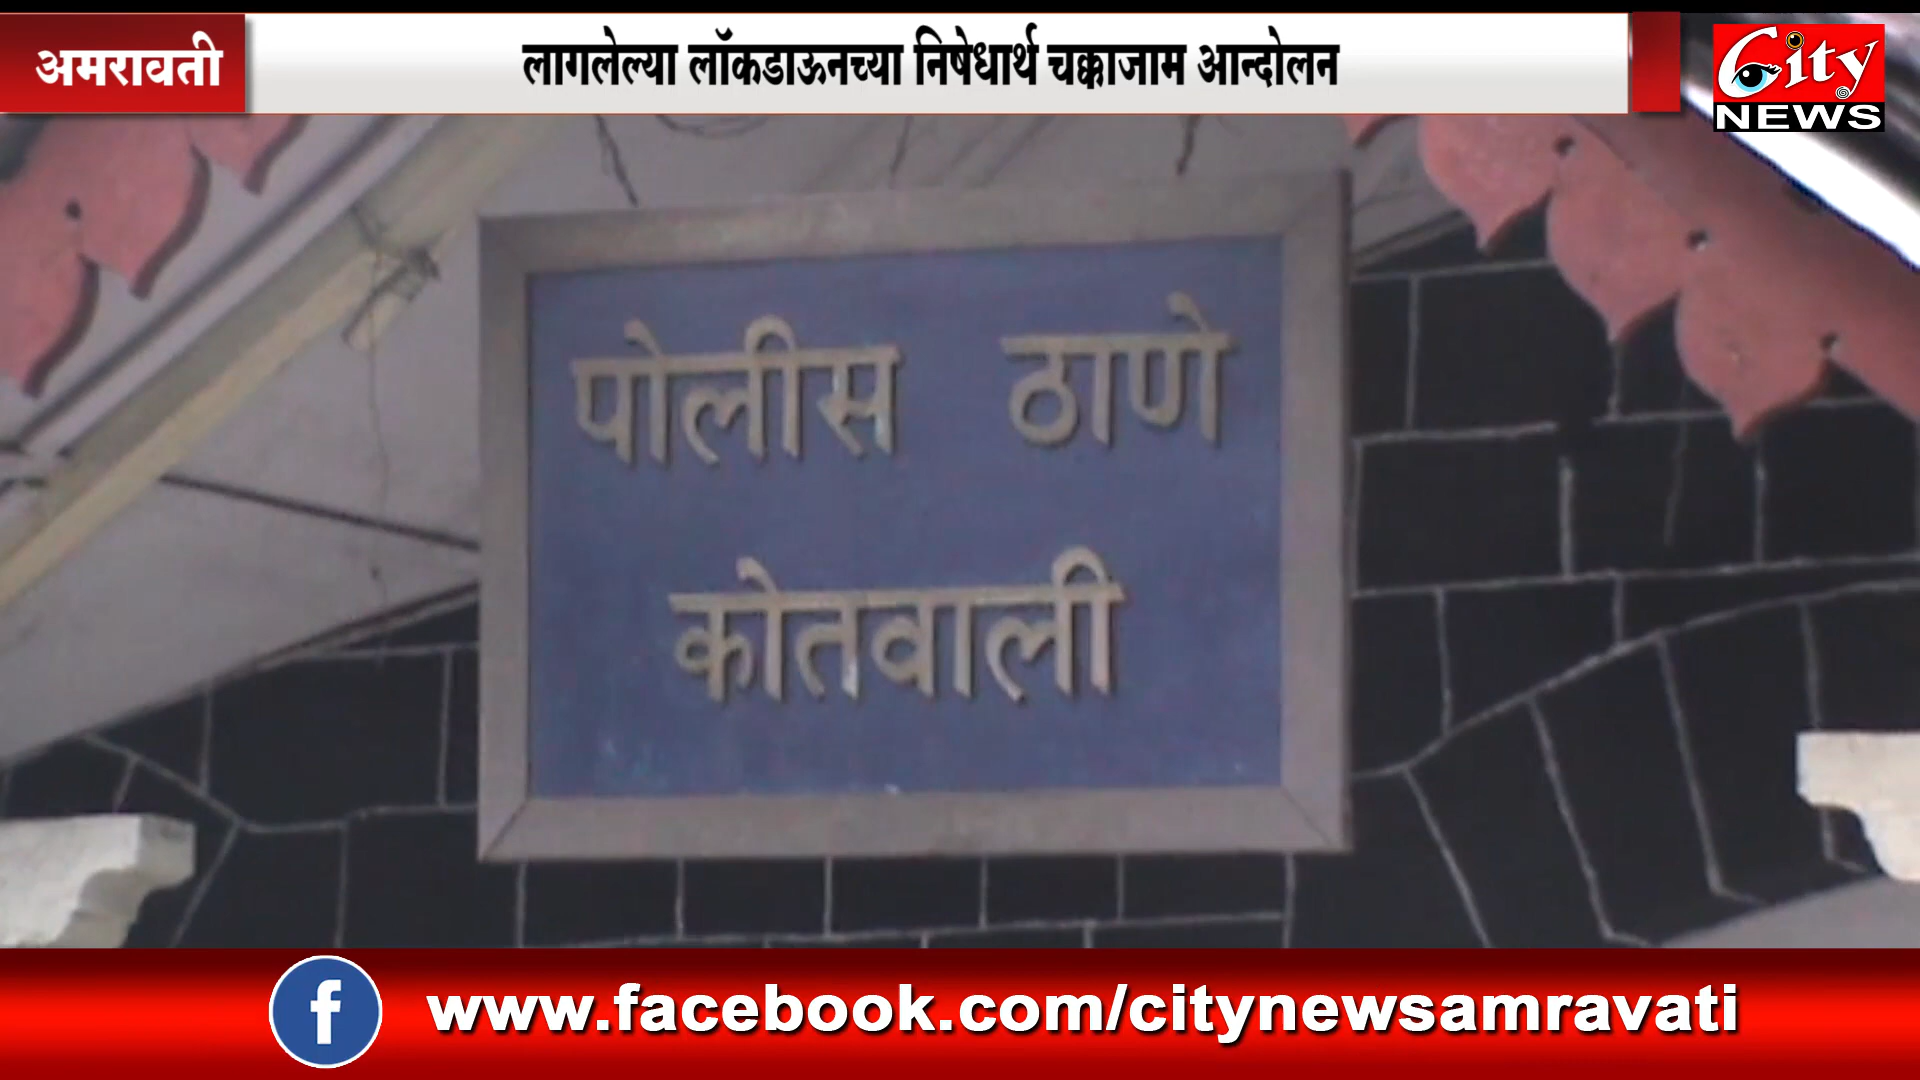 अमरावती
लागलेल्या लॉकडाऊनच्या निषेधार्थ चक्काजाम आन्दोलन
City
NEWS
पोलीस ठाणे
कोतवाली
f www.facebook.com/citynewsamravati